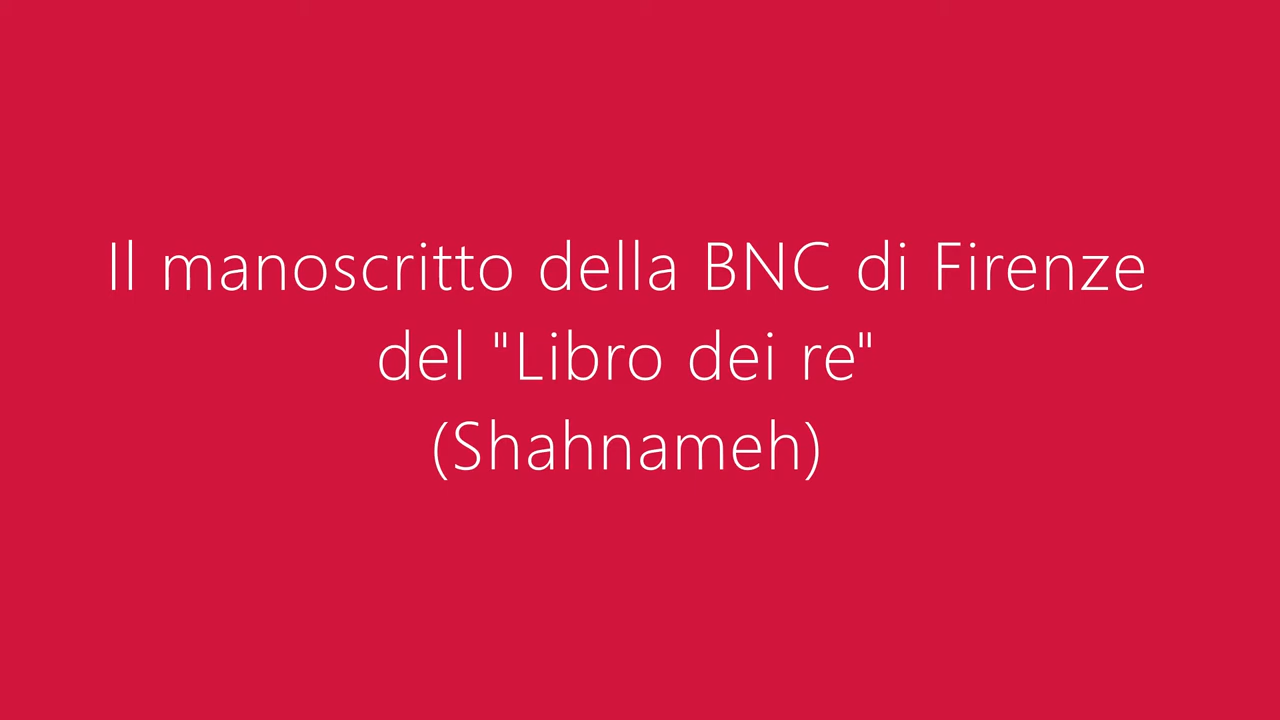 Il manoscritto della BNC di Firenze
del "Libro dei re"
(Shahnameh)